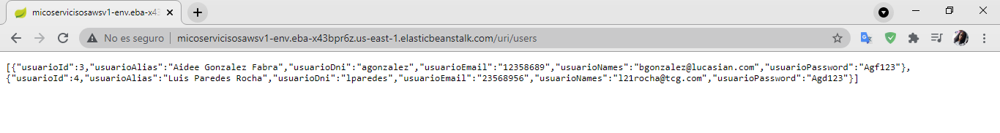 micoservicisosawsv1-env.eba-x43
No es seguro | micoservicisosawsv1-env.eba-x43bpr6z.us-east-1.elasticbeanstalk.com/uri/users
[{"usuarioId":3,"usuarioAlias":"Aidee Gonzalez Fabra","usuarioDni":"agonzalez","usuarioEmail":"12358689","usuarioNames":"bgonzalez@lucasian.com","usuarioPassword":"Agf123"},
{"usuarioId":4,"usuarioAlias":"Luis Paredes Rocha","usuarioDni":"lparedes","usuarioEmail":"23568956","usuarioNames":"l21rocha@tcg.com","usuarioPassword":"Agd123"}]